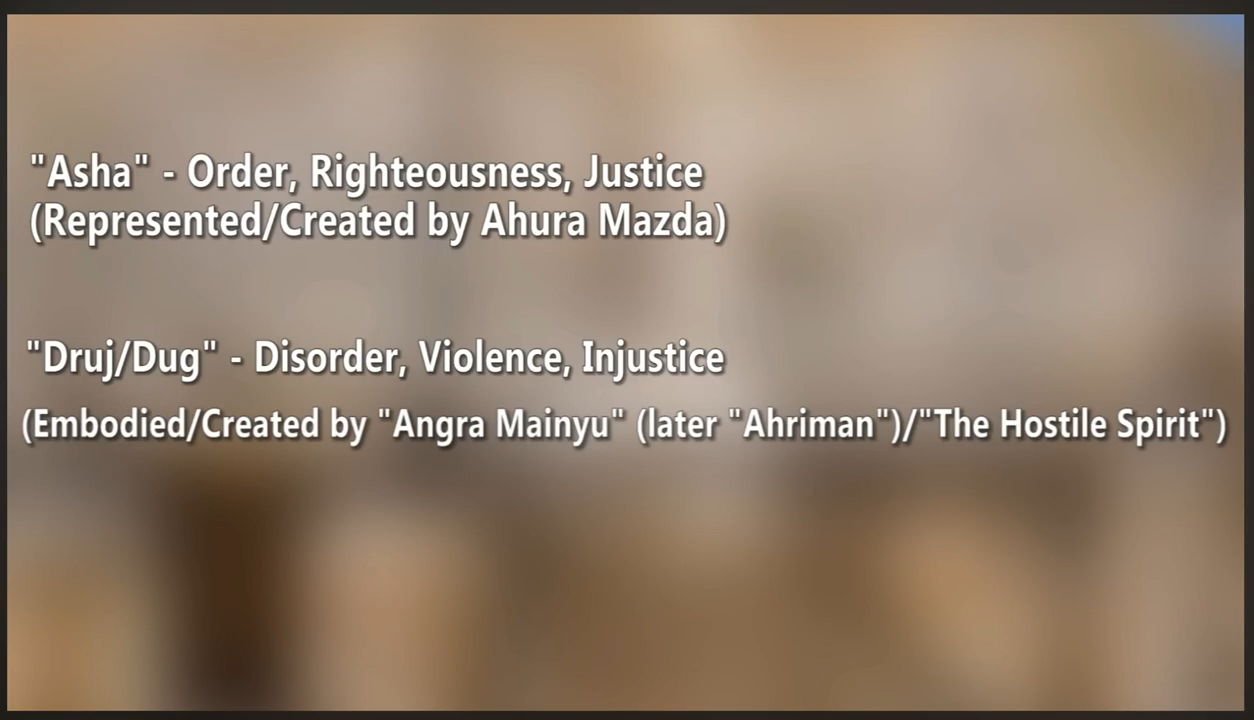 "Asha" - Order, Righteousness, Justice
(Represented/Created by Ahura Mazda)
"Druj/Dug" - Disorder, Violence, Injustice
(Embodied/Created by "Angra Mainyu" (later "Ahriman")/"The Hostile Spirit")